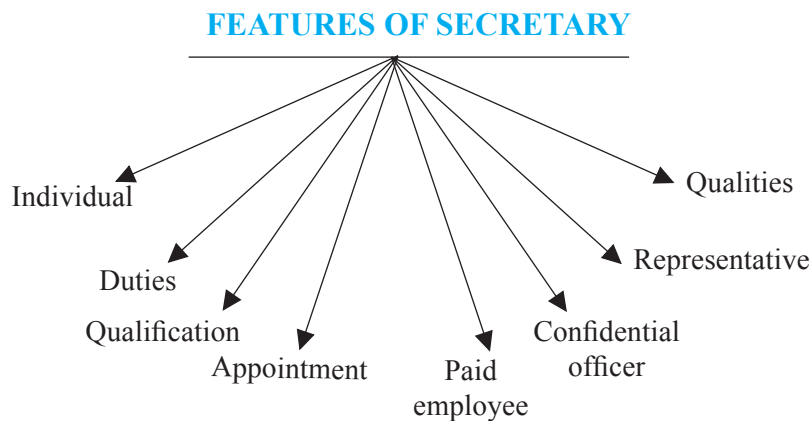 FEATURES OF SECRETARY
Individual
Duties
Qualification
Appointment
Paid
employee
Confidential
officer
Representative
Qualities